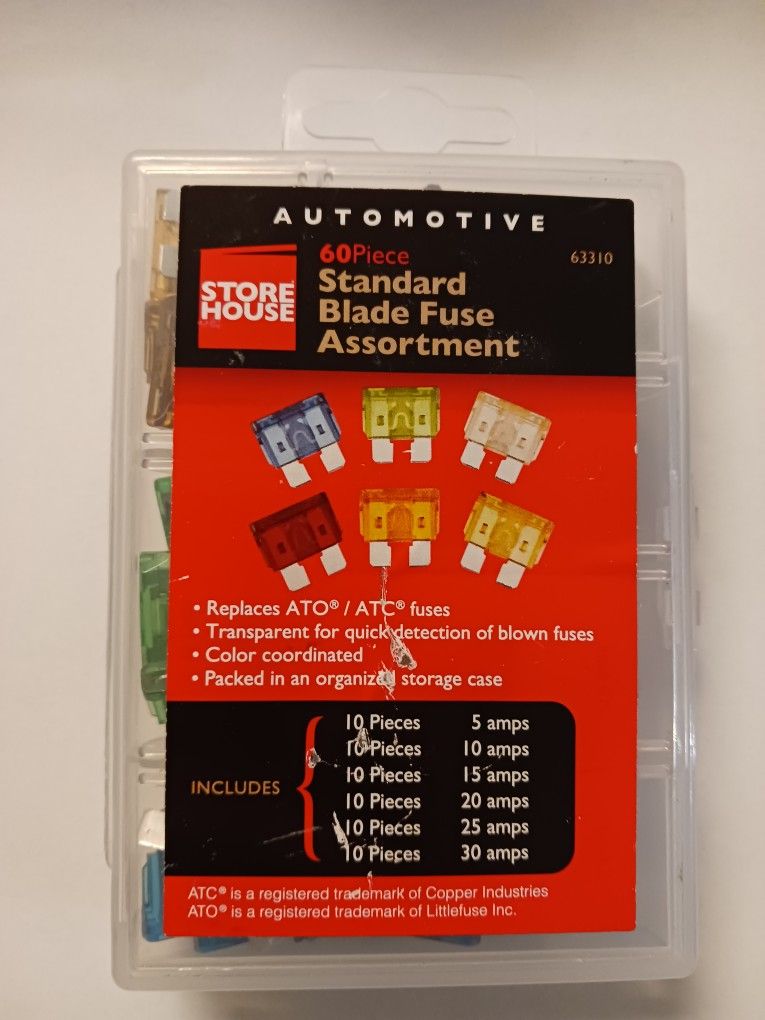 AUTOMOTIVE
STORE
HOUSE
60Piece
63310
Standard
Blade Fuse
Assortment
• Replaces ATO® / ATC® fuses
• Transparent for quick detection of blown fuses
• Color coordinated
• Packed in an organized storage case
INCLUDES
10 Pieces 5 amps
10 Pieces 10 amps
10 Pieces 15 amps
10 Pieces 20 amps
10 Pieces 25 amps
10 Pieces 30 amps
ATC® is a registered trademark of Copper Industries
ATO® is a registered trademark of Littlefuse Inc.